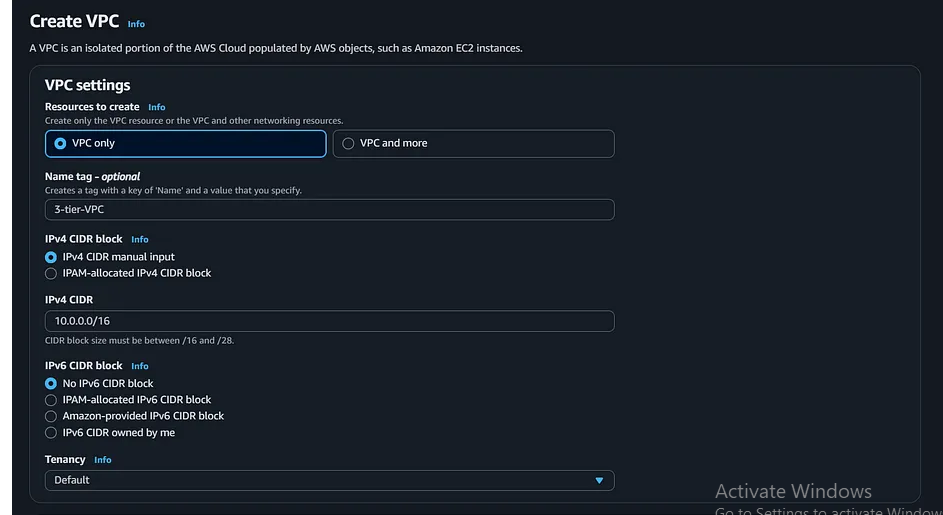 Create VPC Info
A VPC is an isolated portion of the AWS Cloud populated by AWS objects, such as Amazon EC2 instances.
VPC settings
Resources to create Info
Create only the VPC resource or the VPC and other networking resources.
VPC only
VPC and more
Name tag – optional
Creates a tag with a key of 'Name' and a value that you specify.
3-tier-VPC
IPv4 CIDR block Info
IPv4 CIDR manual input
IPAM-allocated IPv4 CIDR block
IPv4 CIDR
10.0.0.0/16
CIDR block size must be between /16 and /28.
IPv6 CIDR block Info
No IPv6 CIDR block
IPAM-allocated IPv6 CIDR block
Amazon-provided IPv6 CIDR block
IPv6 CIDR owned by me
Tenancy Info
Default
Activate Windows
Go to Settings to activate Window